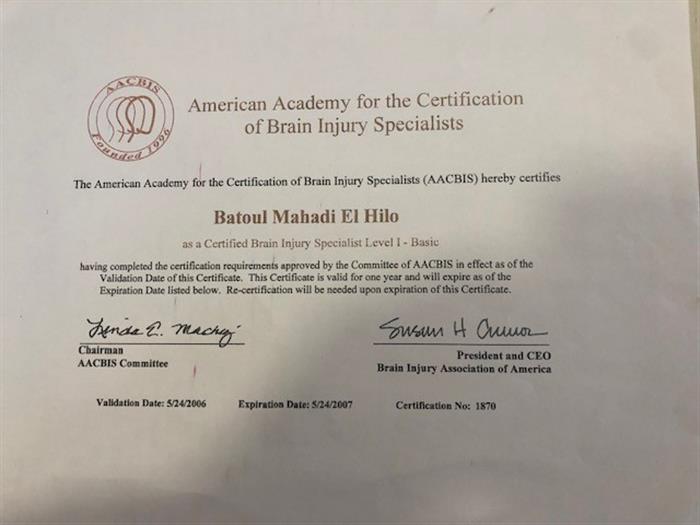 AACBIS
Founded 1996
American Academy for the Certification
of Brain Injury Specialists
The American Academy for the Certification of Brain Injury Specialists (AACBIS) hereby certifies
Batoul Mahadi El Hilo
as a Certified Brain Injury Specialist Level I - Basic
having completed the certification requirements approved by the Committee of AACBIS in effect as of the
Validation Date of this Certificate. This Certificate is valid for one year and will expire as of the
Expiration Date listed below. Re-certification will be needed upon expiration of this Certificate.
Susan H
Chairman
AACBIS Committee
President and CEO
Brain Injury Association of America
Validation Date: 5/24/2006 Expiration Date: 5/24/2007 Certification No: 1870